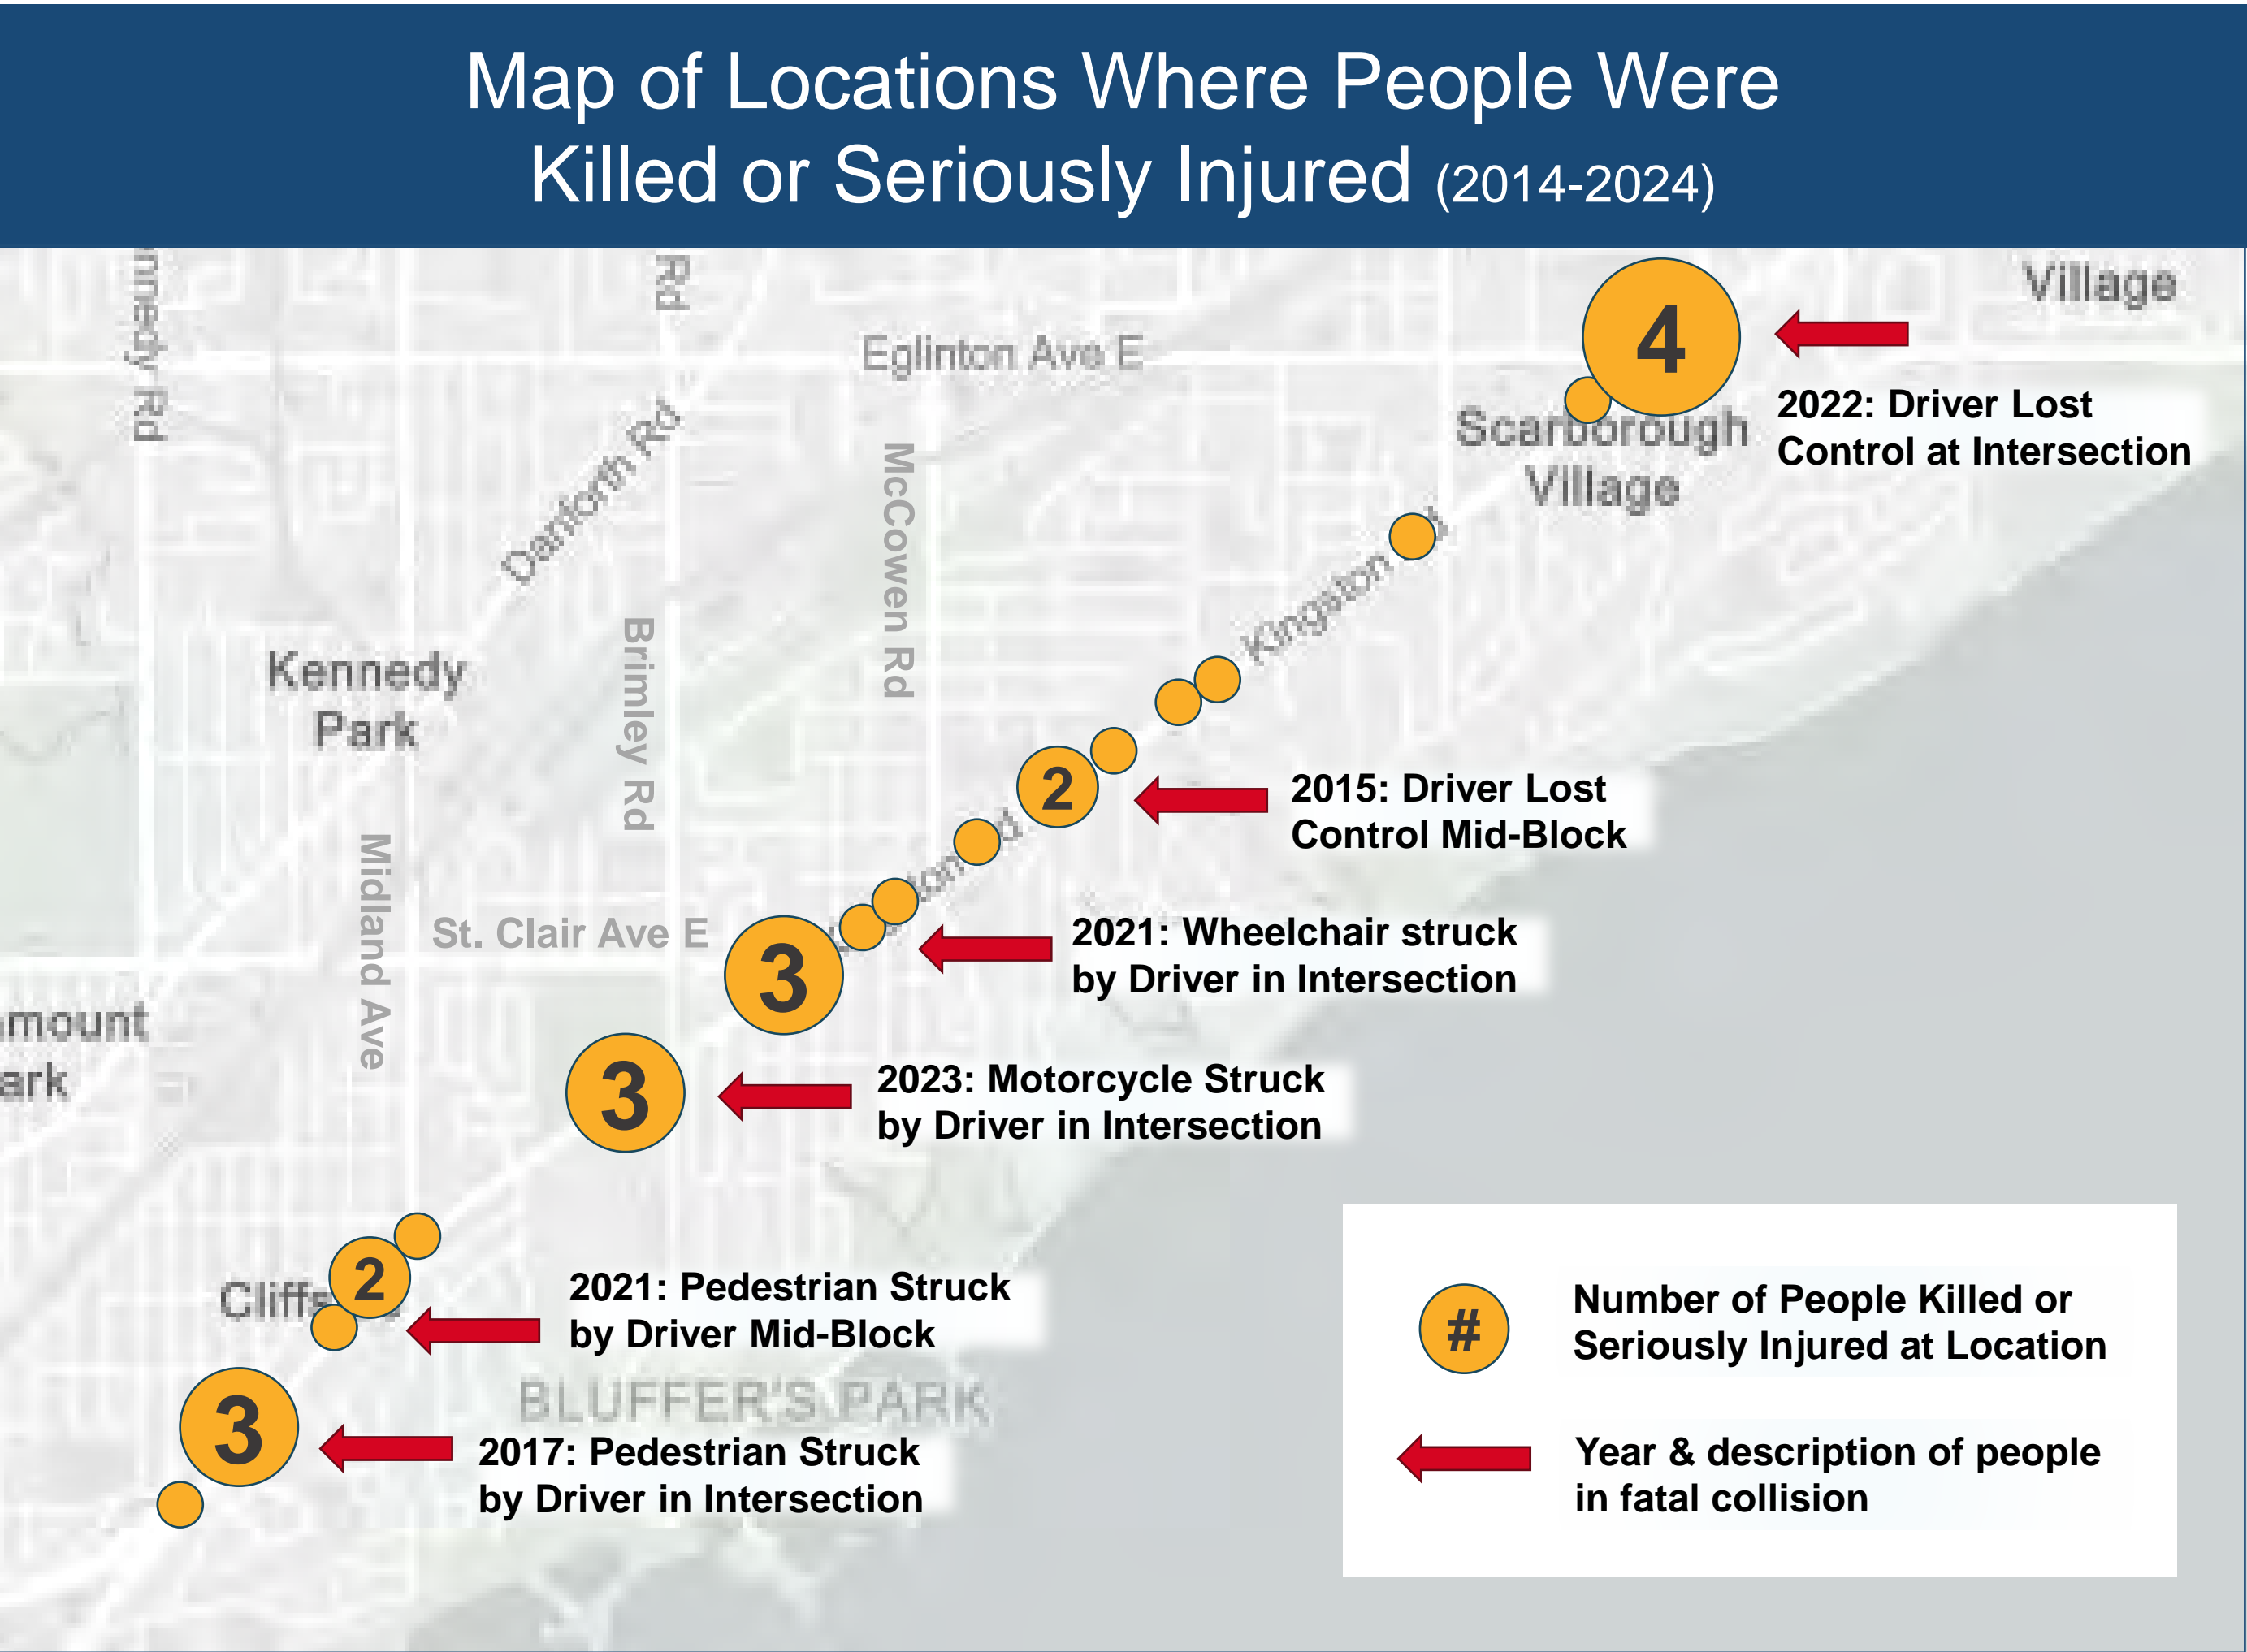 Map of Locations Where People Were
Killed or Seriously Injured (2014-2024)
Rd
Village
4
Eglinton Ave E
2022: Driver Lost
Control at Intersection
Scarborough
Village
Danforth Rd
McCowen Rd
Kingston
Kennedy
Park
Brimley Rd
2
2015: Driver Lost
Control Mid-Block
Midland Ave
St. Clair Ave E
3
2021: Wheelchair struck
by Driver in Intersection
mount
ark
3
2023: Motorcycle Struck
by Driver in Intersection
2
2021: Pedestrian Struck
by Driver Mid-Block
BLUFFER'S PARK
3
2017: Pedestrian Struck
by Driver in Intersection
#
Number of People Killed or
Seriously Injured at Location
Year & description of people
in fatal collision